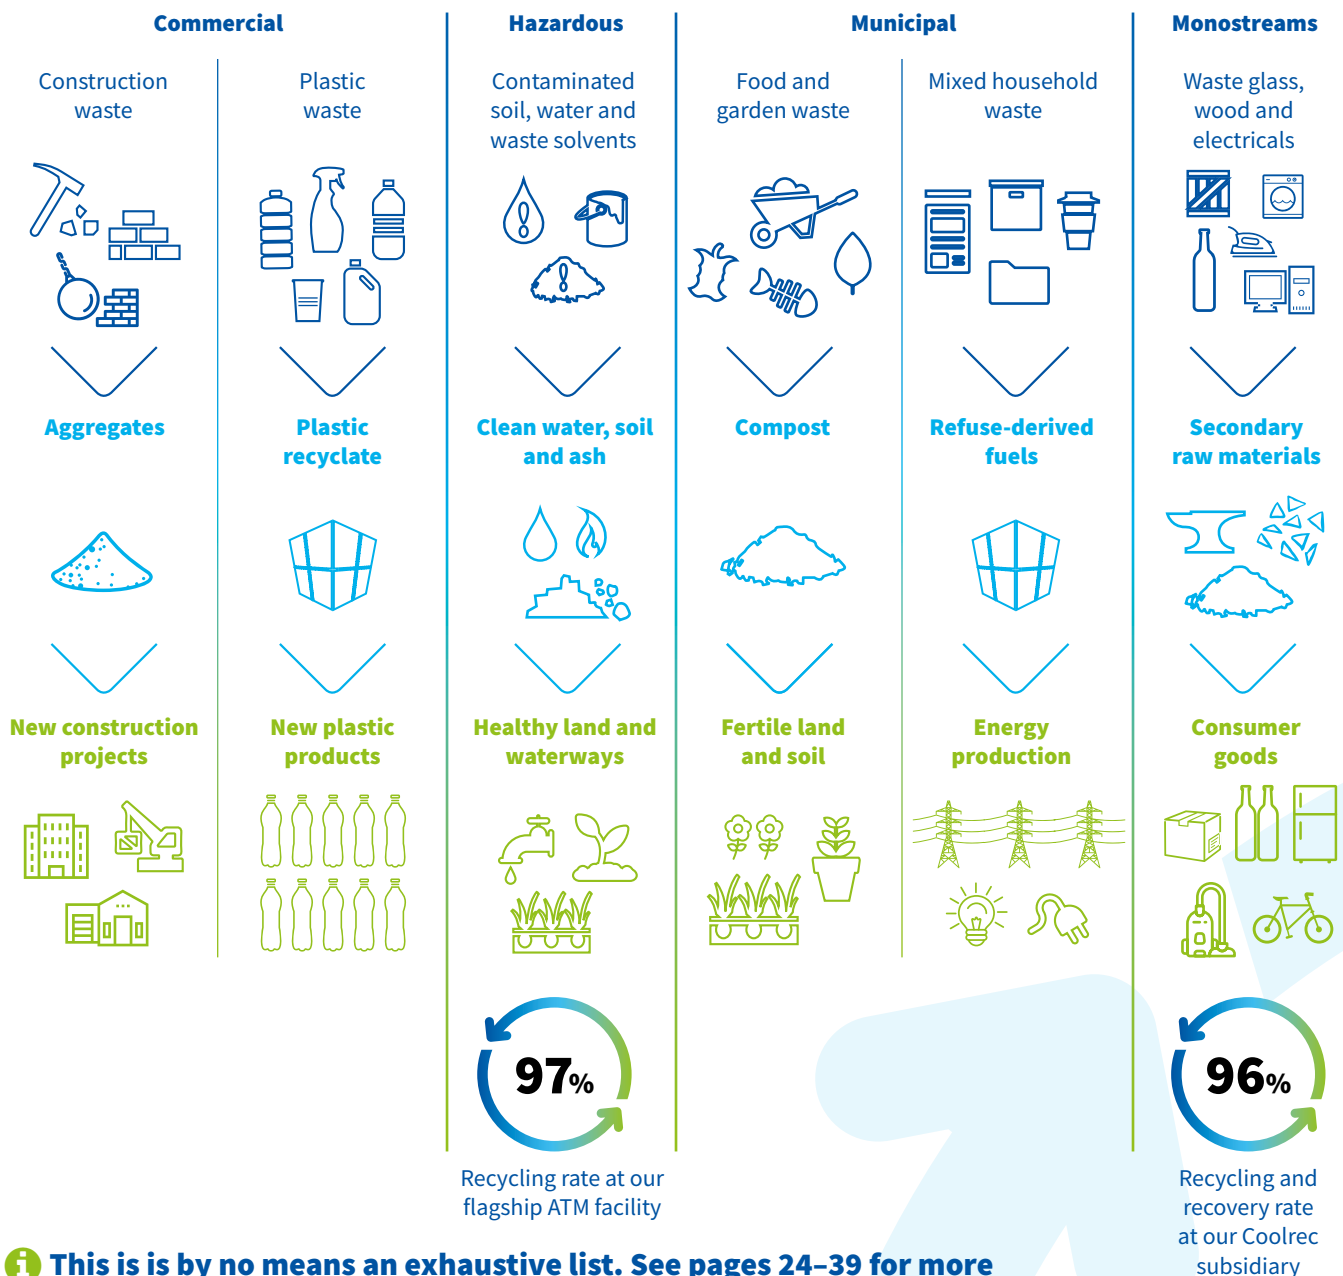 Commercial
Hazardous
Municipal
Monostreams
Construction
waste
Plastic
waste
Contaminated
soil, water and
waste solvents
Food and
garden waste
Mixed household
waste
Waste glass,
wood and
electricals
Aggregates
Plastic
recyclate
Clean water, soil
and ash
Compost
Refuse-derived
fuels
Secondary
raw materials
New construction
projects
New plastic
products
Healthy land and
waterways
Fertile land
and soil
Energy
production
Consumer
goods
97%
Recycling rate at our
flagship ATM facility
96%
Recycling and
recovery rate
at our Coolrec
subsidiary
This is is by no means an exhaustive list. See pages 24–39 for more